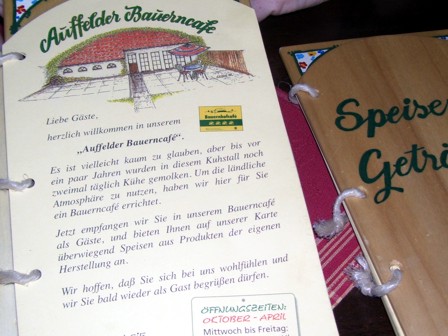 Auffelder Bauerncafe
Liebe Gäste,
herzlich willkommen in unserem
„Auffelder Bauerncafé".
Es ist vielleicht kaum zu glauben, aber bis vor
ein paar Jahren wurden in diesem Kuhstall noch
zweimal täglich Kühe gemolken. Um die ländliche
Atmosphäre zu nutzen, haben wir hier für Sie
ein Bauerncafé errichtet.
Jetzt empfangen wir Sie in unserem Bauerncafé
als Gäste, und bieten Ihnen auf unserer Karte
überwiegend Speisen aus Produkten der eigenen
Herstellung an.
Wir hoffen, daß Sie sich bei uns wohlfühlen und
wir Sie bald wieder als Gast begrüßen dürfen.
ÖFFNUNGSZEITEN:
OKTOBER - APRIL
Mittwoch bis Freitag:
Speise
Geträ